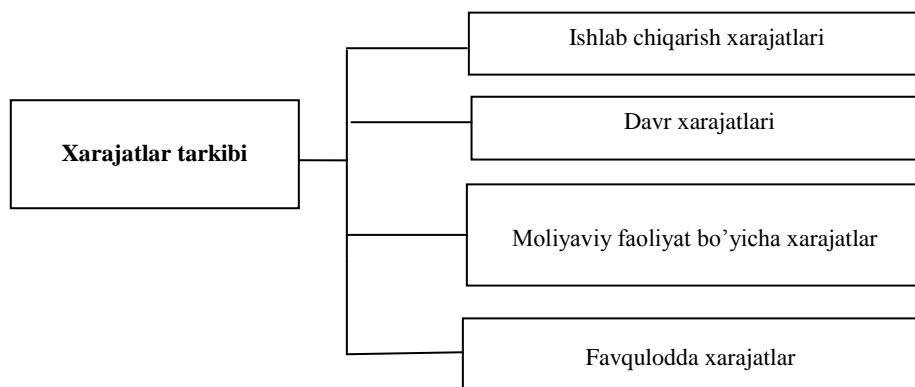 Xarajatlar tarkibi
Ishlab chiqarish xarajatlari
Davr xarajatlari
Moliyaviy faoliyat bo’yicha xarajatlar
Favqulodda xarajatlar